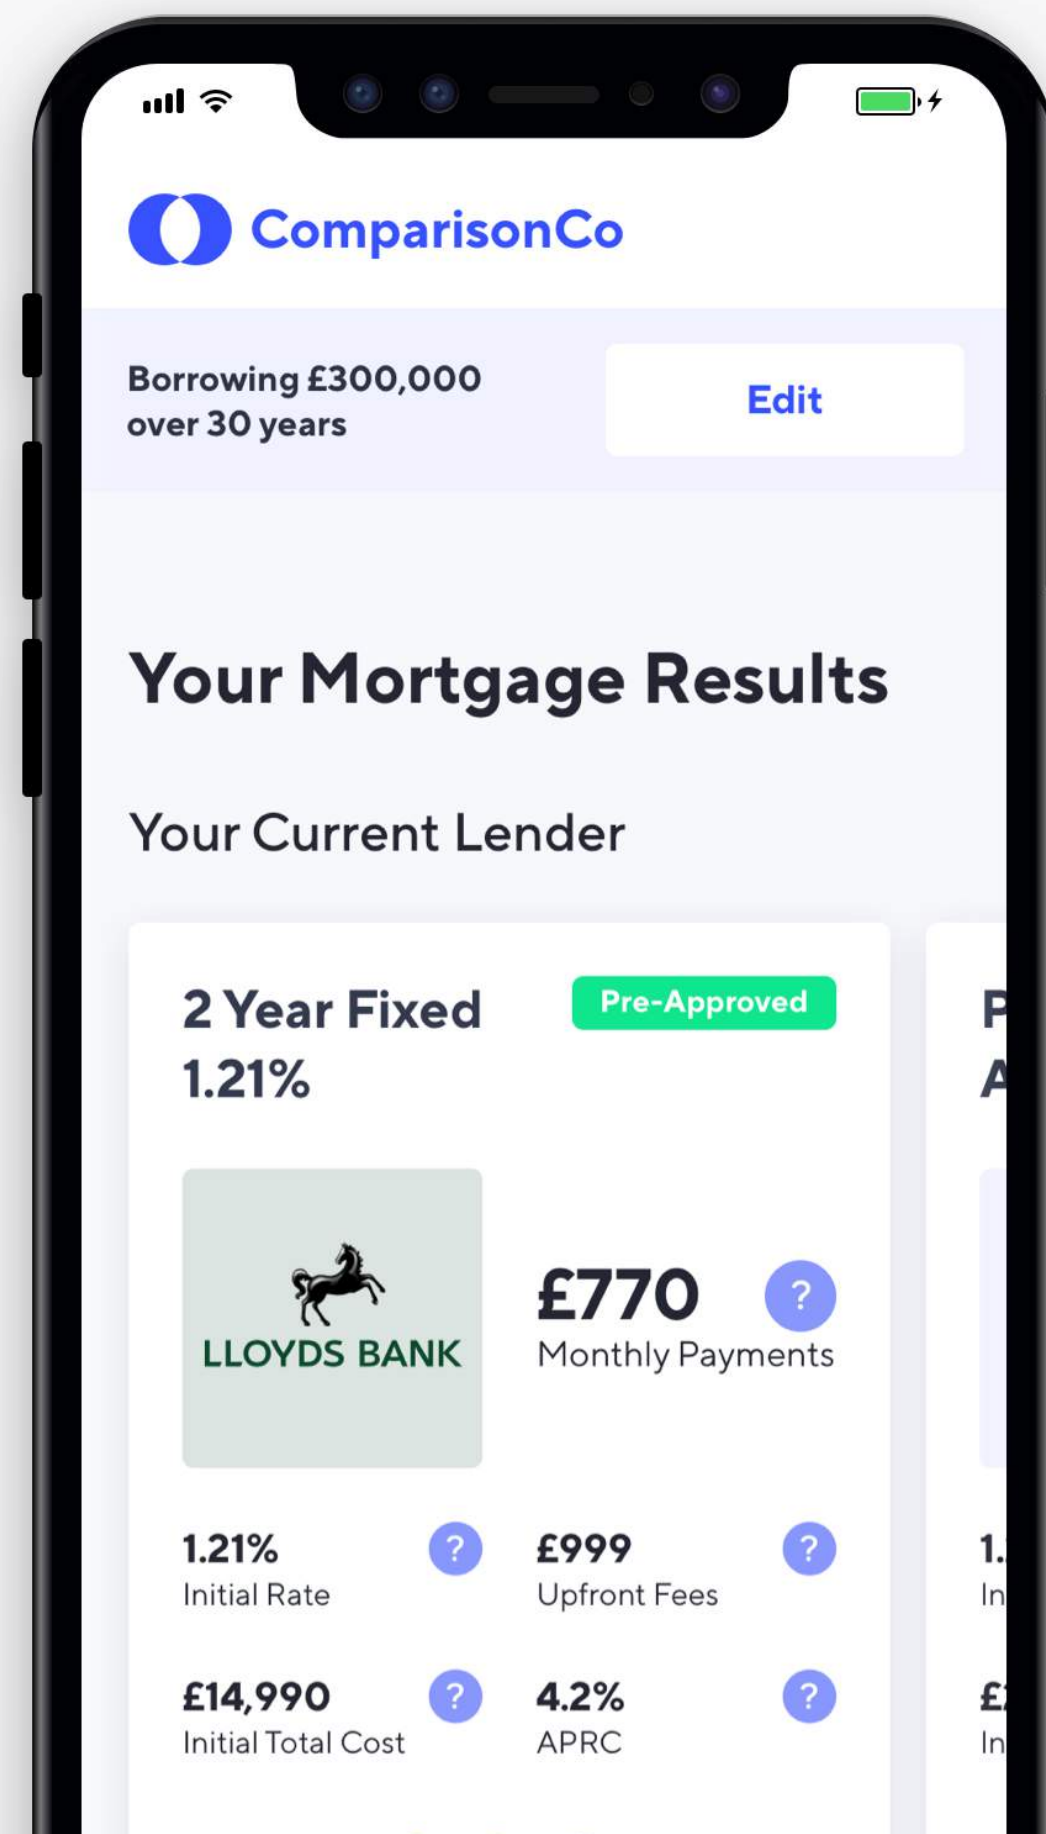 ComparisonCo
Borrowing £300,000
over 30 years
Edit
Your Mortgage Results
Your Current Lender
2 Year Fixed
Pre-Approved
1.21%
LLOYDS BANK
£770
?
Monthly Payments
1.21%
?
Initial Rate
£999
?
Upfront Fees
£14,990
?
Initial Total Cost
4.2%
?
APRC